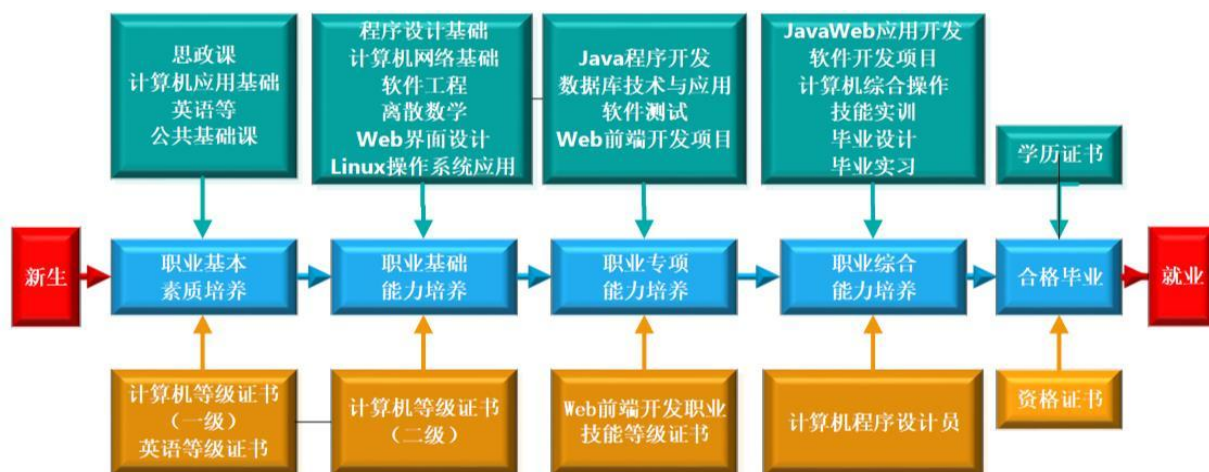 思政课
计算机应用基础
英语等
公共基础课
程序设计基础
计算机网络基础
软件工程
离散数学
Web界面设计
Linux操作系统应用
Java程序开发
数据库技术与应用
软件测试
Web前端开发项目
JavaWeb应用开发
软件开发项目
计算机综合操作
技能实训
毕业设计
毕业实习
学历证书
新生
职业基本
素质培养
职业基础
能力培养
职业专项
能力培养
职业综合
能力培养
合格毕业
就业
计算机等级证书
（一级）
英语等级证书
计算机等级证书
（二级）
Web前端开发职业
技能等级证书
计算机程序设计员
资格证书